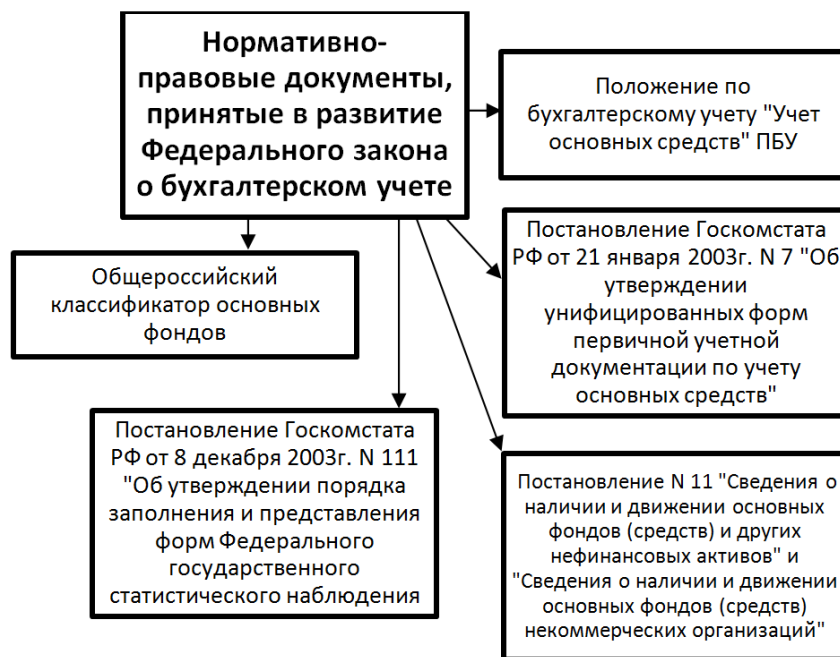 Нормативно-
правовые документы,
принятые в развитие
Федерального закона
о бухгалтерском учете
Положение по
бухгалтерскому учету "Учет
основных средств" ПБУ
Общероссийский
классификатор основных
фондов
Постановление Госкомстата
РФ от 21 января 2003г. N 7 "Об
утверждении
унифицированных форм
первичной учетной
документации по учету
основных средств"
Постановление Госкомстата
РФ от 8 декабря 2003г. N 111
"Об утверждении порядка
заполнения и представления
форм Федерального
государственного
статистического наблюдения
Постановление N 11 "Сведения о
наличии и движении основных
фондов (средств) и других
нефинансовых активов" и
"Сведения о наличии и движении
основных фондов (средств)
некоммерческих организаций"